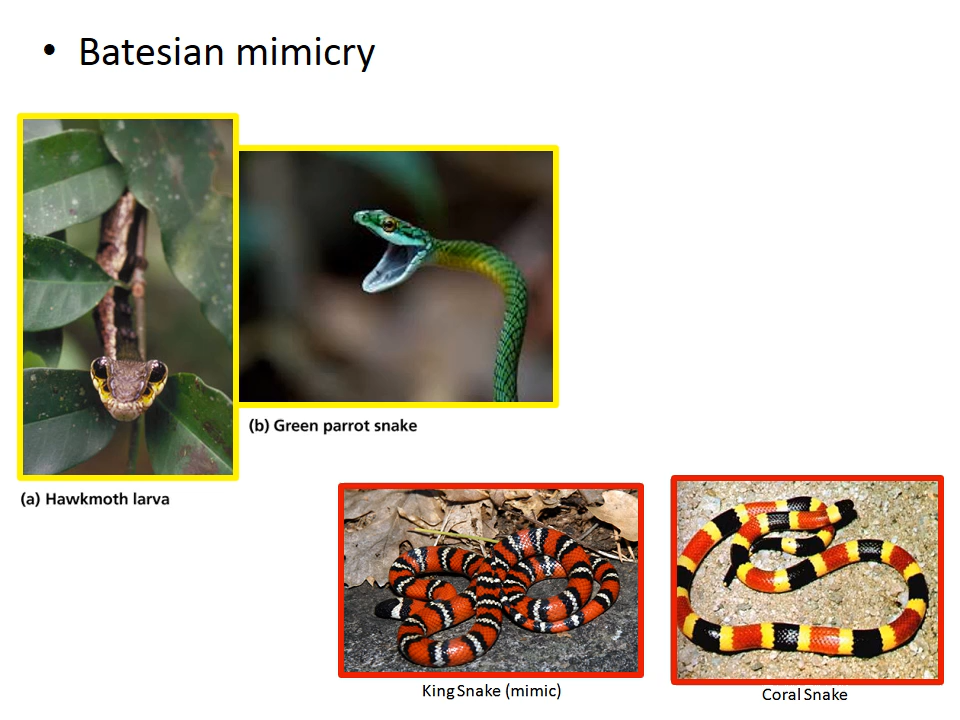 • Batesian mimicry
(b) Green parrot snake
(a) Hawkmoth larva
King Snake (mimic)
Coral Snake